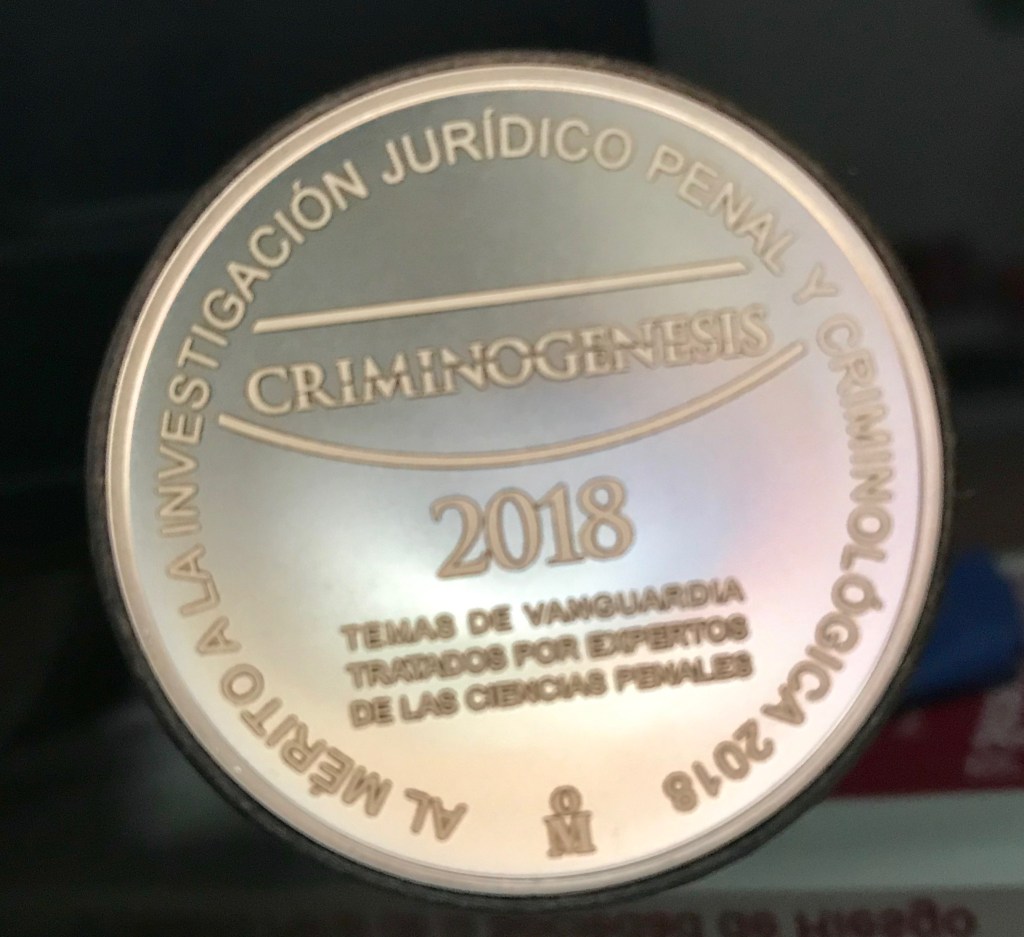 AL MÉRITO A LA INVESTIGACIÓN JURÍDICO PENAL Y CRIMINOLÓGICA 2018
CRIMINOGENESIS
2018
TEMAS DE VANGUARDIA
TRATADOS POR EXPERTOS
DE LAS CIENCIAS PENALES
OM